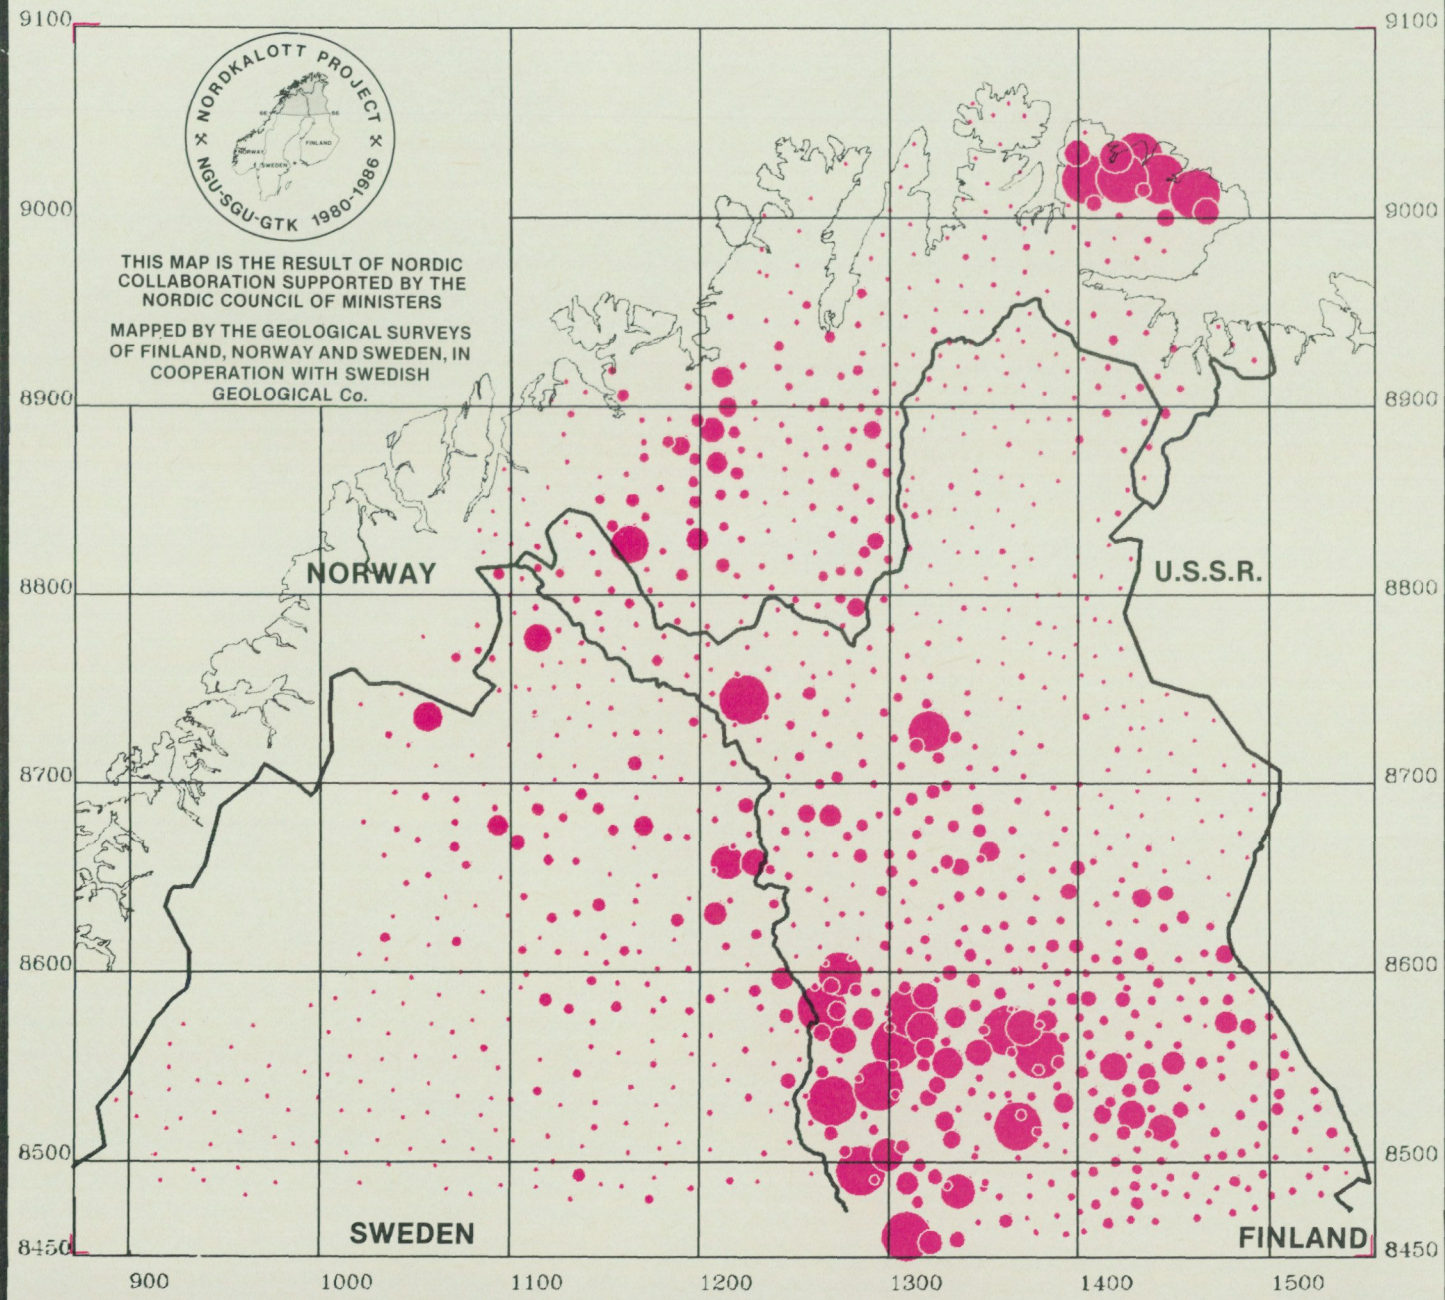 9100
9100
NORDKALOTT PROJECT
NGU-SGU-GTK 1980-1986
66
66
NORWAY
SWEDEN
FINLAND
9000
9000
THIS MAP IS THE RESULT OF NORDIC
COLLABORATION SUPPORTED BY THE
NORDIC COUNCIL OF MINISTERS
MAPPED BY THE GEOLOGICAL SURVEYS
OF FINLAND, NORWAY AND SWEDEN, IN
COOPERATION WITH SWEDISH
GEOLOGICAL Co.
8900
8900
NORWAY
U.S.S.R.
8800
8800
8700
8700
8600
8600
8500
8500
SWEDEN
FINLAND
8450
8450
900
1000
1100
1200
1300
1400
1500